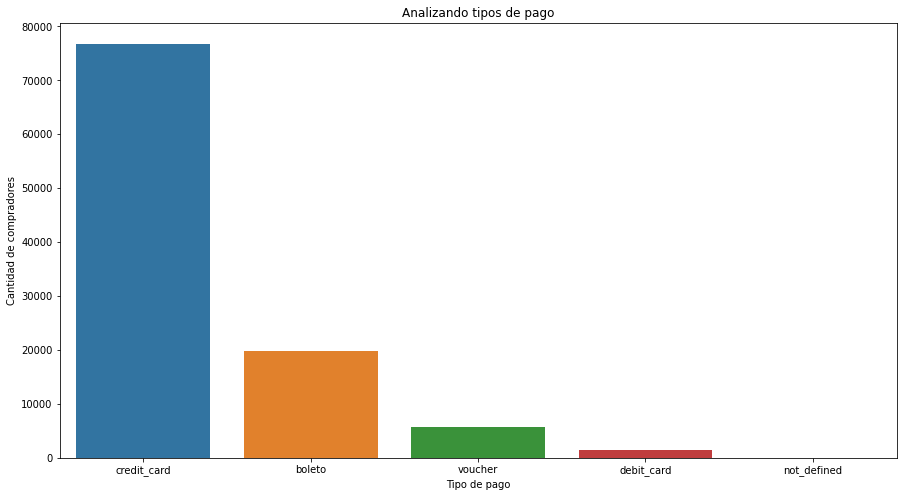 Analizando tipos de pago
Cantidad de compradores
80000
70000
60000
50000
40000
30000
20000
10000
0
credit_card boleto voucher debit_card not_defined
Tipo de pago